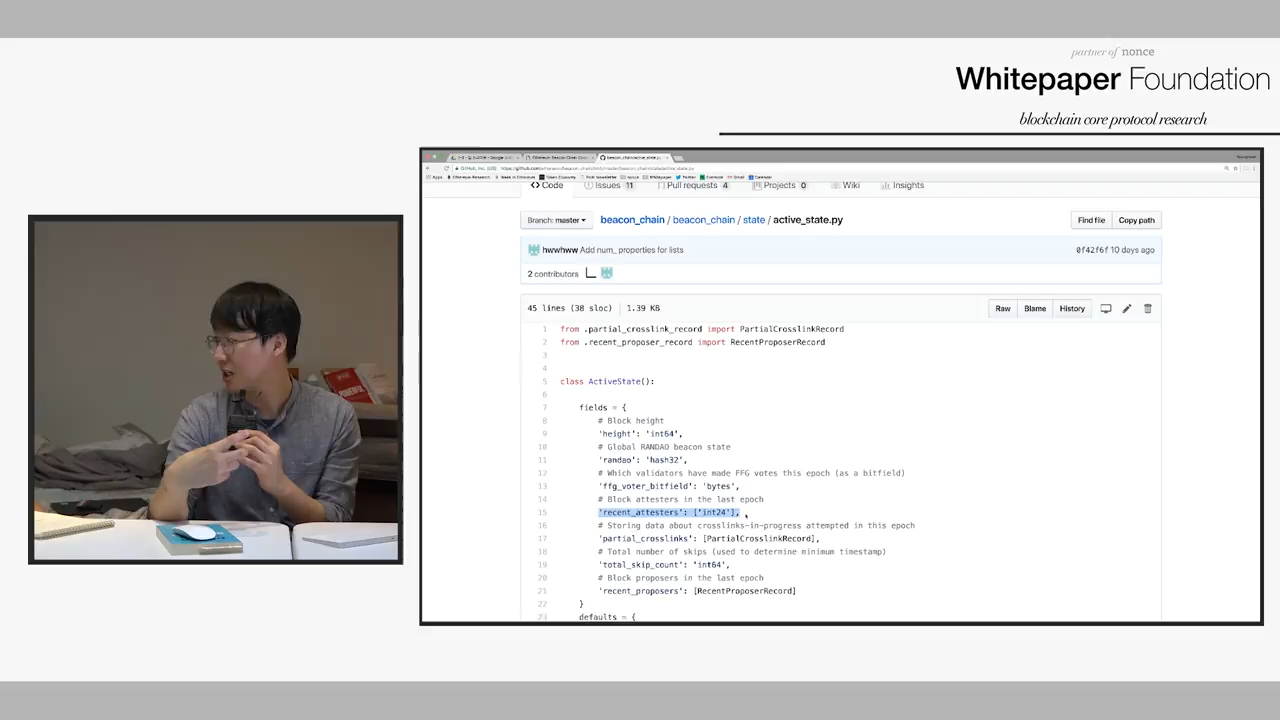 partner of nonce
Whitepaper Foundation
blockchain core protocol research
Code
Issues 11
Pull requests 4
Projects 0
Wiki
Insights
Branch: master
beacon_chain / beacon_chain / state / active_state.py
Find file
Copy path
hwwhww Add num_ properties for lists
0f42f6f 10 days ago
2 contributors
45 lines (38 sloc) 1.39 KB
Raw
Blame
History
1 from .partial_crosslink_record import PartialCrosslinkRecord
2 from .recent_proposer_record import RecentProposerRecord
3
4
5 class ActiveState():
6
7 fields = {
8 # Block height
9 'height': 'int64',
10 # Global RANDAO beacon state
11 'randao': 'hash32',
12 # Which validators have made FFG votes this epoch (as a bitfield)
13 'ffg_voter_bitfield': 'bytes',
14 # Block attesters in the last epoch
15 'recent_attesters': ['int24'],
16 # Storing data about crosslinks-in-progress attempted in this epoch
17 'partial_crosslinks': [PartialCrosslinkRecord],
18 # Total number of skips (used to determine minimum timestamp)
19 'total_skip_count': 'int64',
20 # Block proposers in the last epoch
21 'recent_proposers': [RecentProposerRecord]
22 }
23 defaults = {